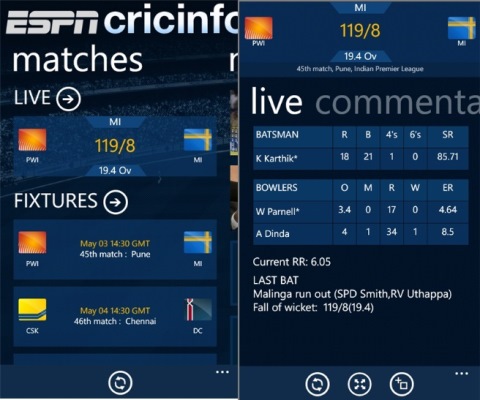 ESPN cricinfo
matches
LIVE
MI
PWI
119/8
MI
19.4 Ov
FIXTURES
May 03 14:30 GMT
45th match : Pune
PWI
MI
May 04 14:30 GMT
46th match : Chennai
CSK
DC
...
MI
119/8
PWI
MI
19.4 Ov
45th match, Pune, Indian Premier League
live commenta
BATSMAN R B 4's 6's SR
K Karthik* 18 21 1 0 85.71
BOWLERS O M R W ER
W Parnell* 3.4 0 17 0 4.64
A Dinda 4 1 34 1 8.5
Current RR: 6.05
LAST BAT
Malinga run out (SPD Smith,RV Uthappa)
Fall of wicket: 119/8(19.4)
...